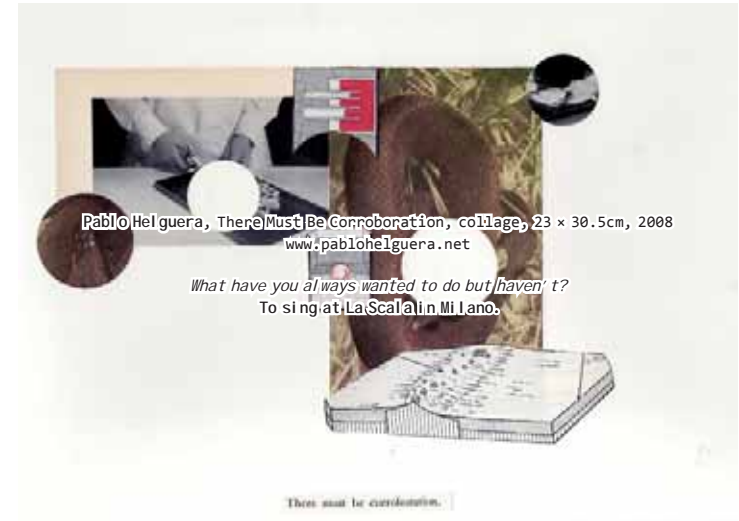 Pablo Helguera, There Must Be Corroboration, collage, 23 × 30.5cm, 2008
www.pablohelguera.net
What have you always wanted to do but haven't?
To sing at La Scala in Milano.
There must be corroboration.